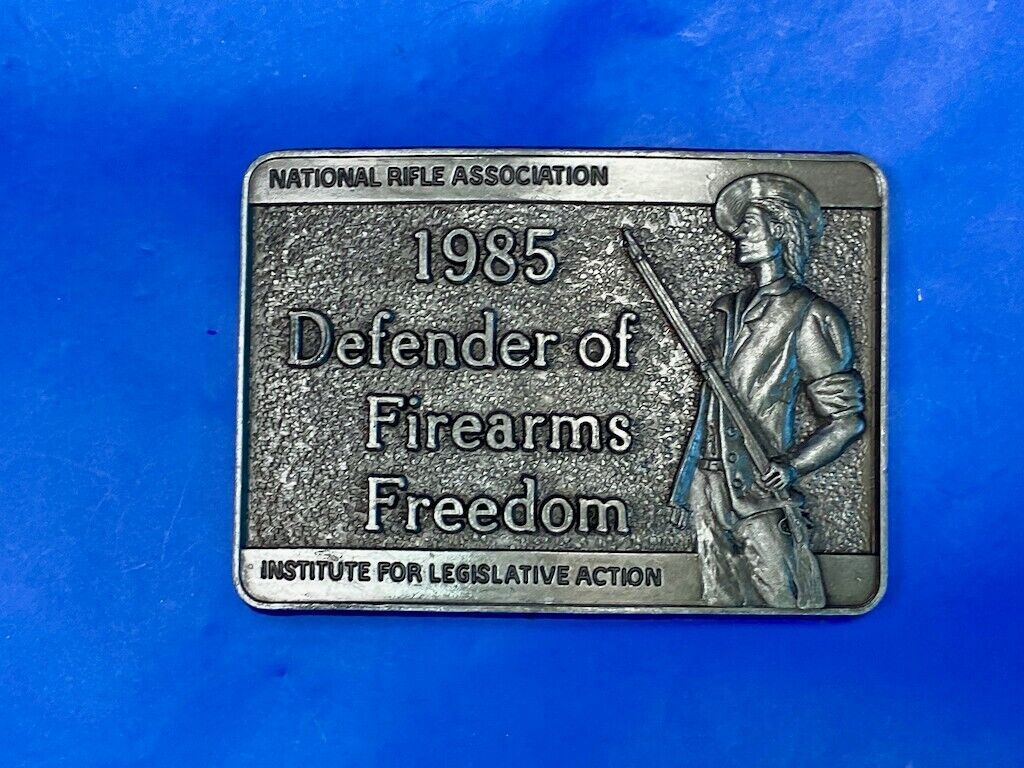 NATIONAL RIFLE ASSOCIATION
1985
Defender of
Firearms
Freedom
INSTITUTE FOR LEGISLATIVE ACTION